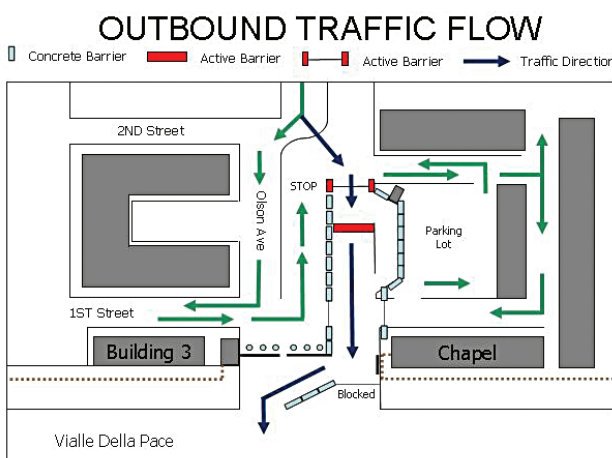 OUTBOUND TRAFFIC FLOW
Concrete Barrier
Active Barrier
Active Barrier
Traffic Direction
2ND Street
STOP
Olson Ave
Parking
Lot
1ST Street
Building 3
Chapel
Blocked
Vialle Della Pace